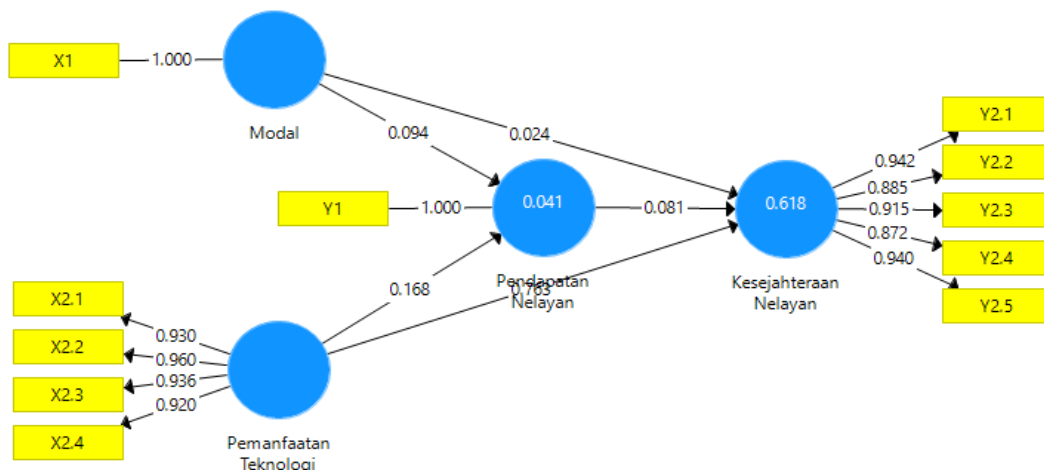 X1
1.000
Modal
0.094
0.024
Y1
1.000
0.041
0.081
0.618
Pendapatan
Nelayan
Kesejahteraan
Nelayan
0.942
0.885
0.915
0.872
0.940
Y2.1
Y2.2
Y2.3
Y2.4
Y2.5
0.168
0.763
X2.1
X2.2
X2.3
X2.4
0.930
0.960
0.936
0.920
Pemanfaatan
Teknologi